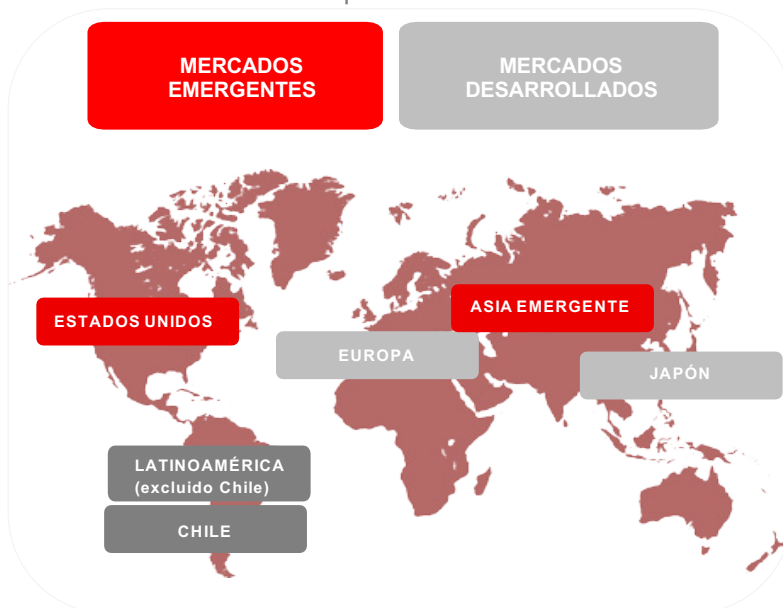 MERCADOS
EMERGENTES
MERCADOS
DESARROLLADOS
ESTADOS UNIDOS
ASIA EMERGENTE
EUROPA
JAPÓN
LATINOAMÉRICA
(excluido Chile)
CHILE